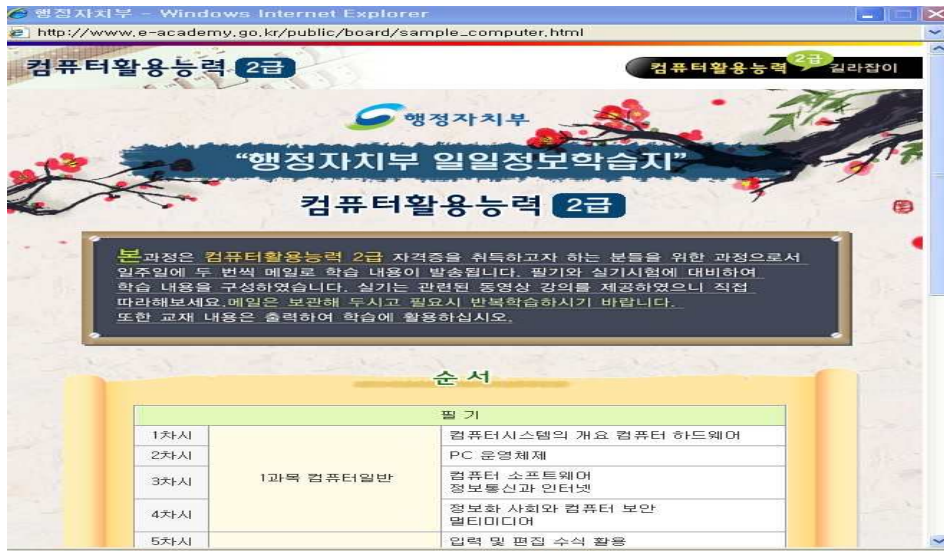 행정자치부 - Windows Internet Explorer
http://www.e-academy.go.kr/public/board/sample_computer.html
컴퓨터활용능력 2급
컴퓨터활용능력 2급 길라잡이
행정자치부
“행정자치부 일일정보학습지”
컴퓨터활용능력 2급
본과정은 컴퓨터활용능력 2급 자격증을 취득하고자 하는 분들을 위한 과정으로서
일주일에 두 번씩 메일로 학습 내용이 발송됩니다. 필기와 실기시험에 대비하여
학습 내용을 구성하였습니다. 실기는 관련된 동영상 강의를 제공하였으니 직접
따라해보세요.메일은 보관해 두시고 필요시 반복학습하시기 바랍니다.
또한 교재 내용은 출력하여 학습에 활용하십시오.
순 서
필 기
1차시
컴퓨터시스템의 개요 컴퓨터 하드웨어
2차시
PC 운영체제
1과목 컴퓨터일반
3차시
컴퓨터 소프트웨어
정보통신과 인터넷
4차시
정보화 사회와 컴퓨터 보안
멀티미디어
5차시
입력 및 편집 수식 활용